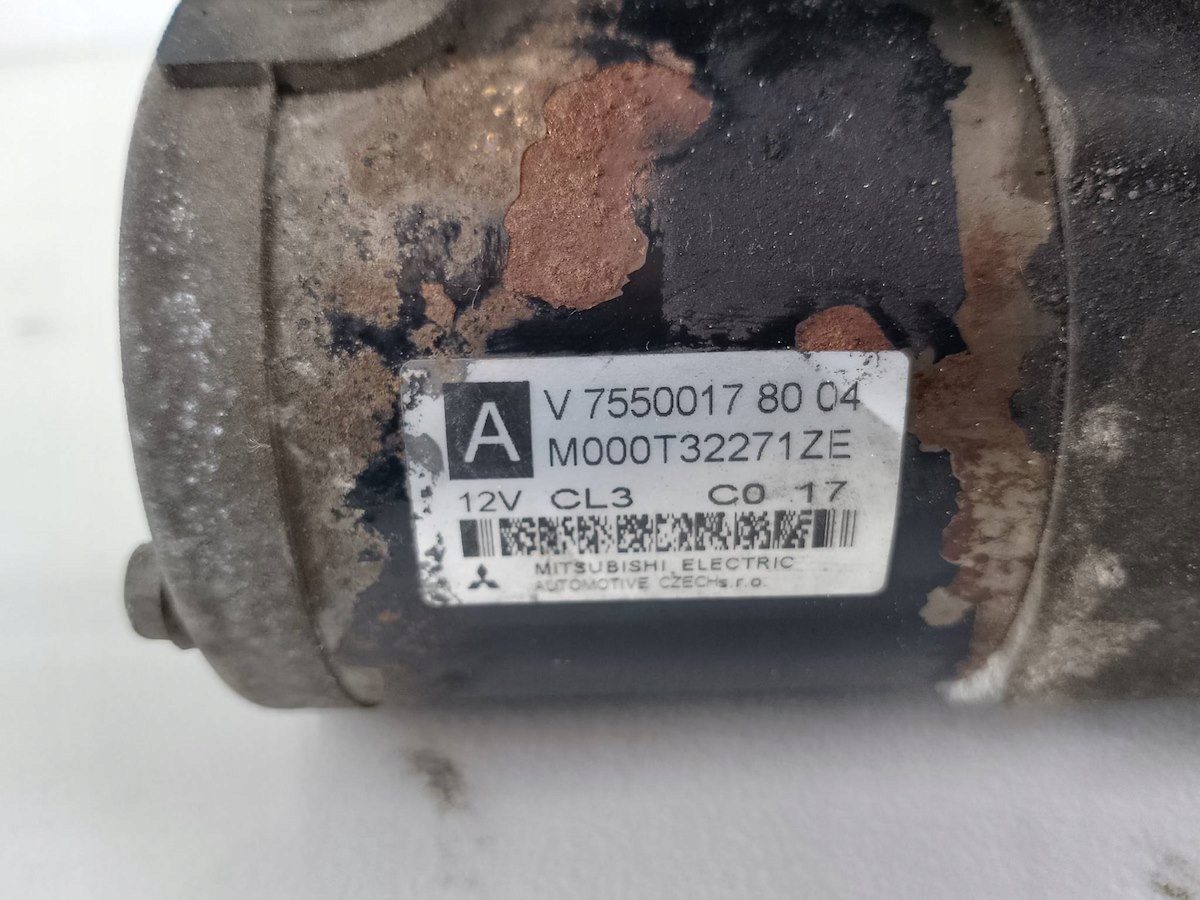 A
V 7550017 80 04
M000T32271ZE
12V CL3 C0 17
MITSUBISHI ELECTRIC
AUTOMOTIVE CZECH s.r.o.